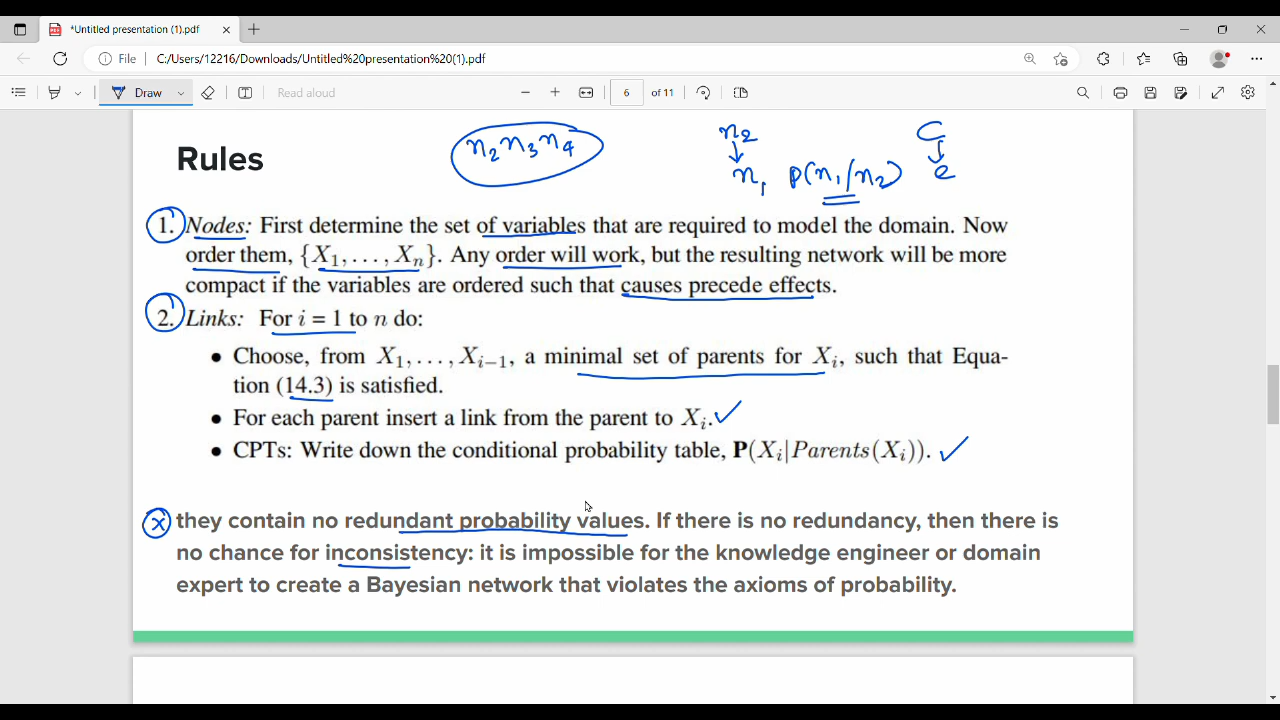 *Untitled presentation (1).pdf
File C:/Users/12216/Downloads/Untitled%20presentation%20(1).pdf
Draw Read aloud 6 of 11
n2 n3 n4
n2
C
Rules
n1 P(n1/n2) e
1. Nodes: First determine the set of variables that are required to model the domain. Now
order them, {X1, . . . , Xn}. Any order will work, but the resulting network will be more
compact if the variables are ordered such that causes precede effects.
2. Links: For i = 1 to n do:
• Choose, from X1, . . . , Xi−1, a minimal set of parents for Xi, such that Equa-
tion (14.3) is satisfied.
• For each parent insert a link from the parent to Xi.
• CPTs: Write down the conditional probability table, P(Xi|Parents(Xi)).
x they contain no redundant probability values. If there is no redundancy, then there is
no chance for inconsistency: it is impossible for the knowledge engineer or domain
expert to create a Bayesian network that violates the axioms of probability.